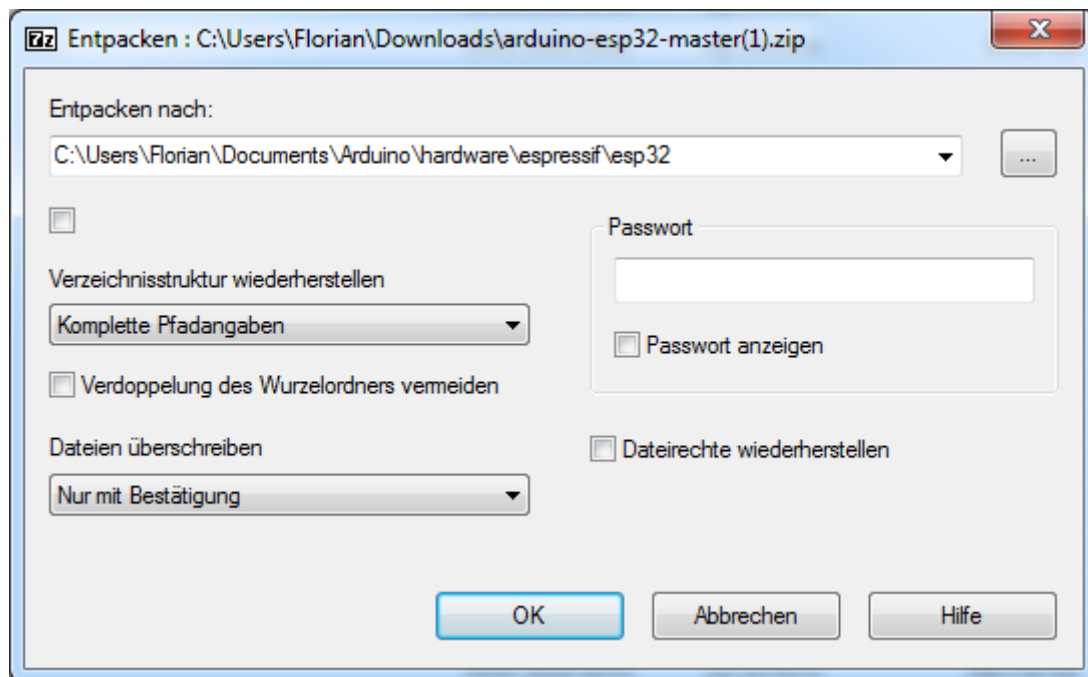 7z Entpacken : C:\Users\Florian\Downloads\arduino-esp32-master(1).zip
Entpacken nach:
C:\Users\Florian\Documents\Arduino\hardware\espressif\esp32
...
Passwort
Verzeichnisstruktur wiederherstellen
Komplette Pfadangaben
Passwort anzeigen
Verdoppelung des Wurzelordners vermeiden
Dateien überschreiben
Dateirechte wiederherstellen
Nur mit Bestätigung
OK
Abbrechen
Hilfe